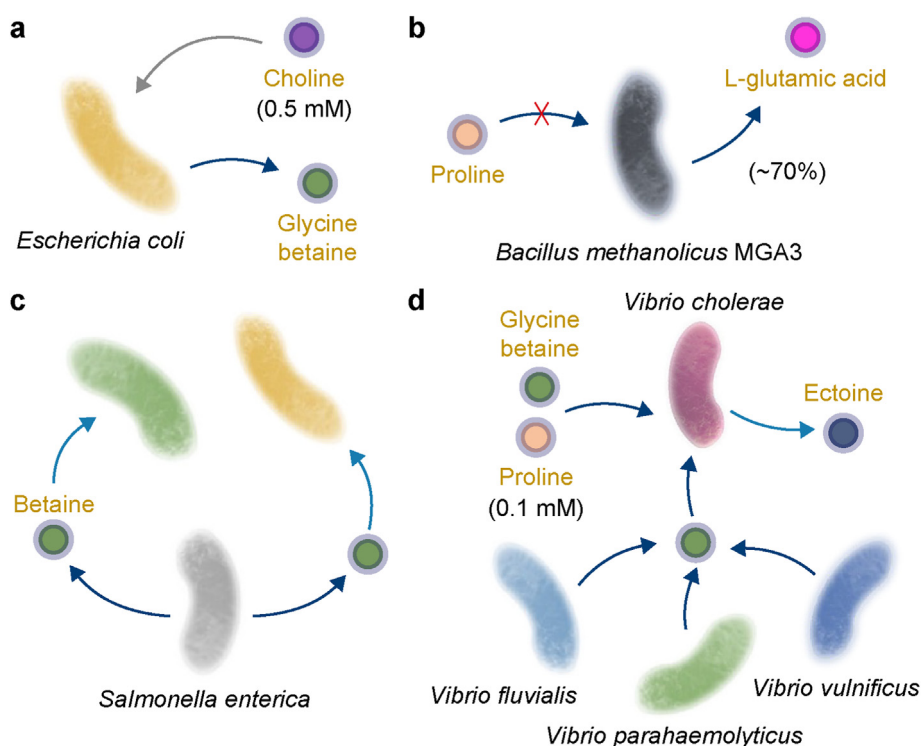 a
Choline
(0.5 mM)
Glycine
betaine
Escherichia coli
b
L-glutamic acid
Proline
(~70%)
Bacillus methanolicus MGA3
c
Betaine
Salmonella enterica
d
Vibrio cholerae
Glycine
betaine
Ectoine
Proline
(0.1 mM)
Vibrio fluvialis
Vibrio vulnificus
Vibrio parahaemolyticus